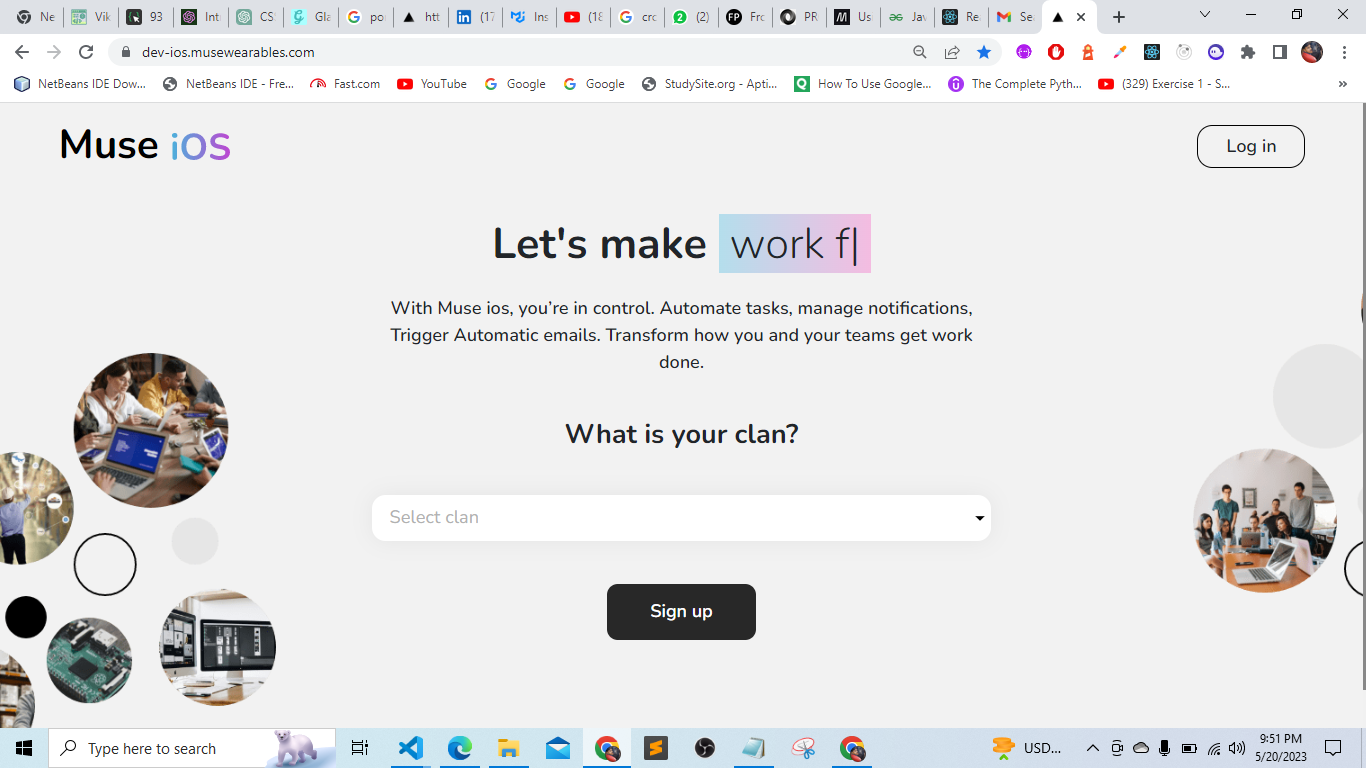 Ne
Vik
93
Int
CS
Gla
po
htt
(17
Ins
(18
crc
(2)
Frc
PR
Us
Jav
Re
Se
dev-ios.musewearables.com
NetBeans IDE Dow...
NetBeans IDE - Fre...
Fast.com
YouTube
Google
Google
StudySite.org - Apti...
How To Use Google...
The Complete Pyth...
(329) Exercise 1 - S...
Muse iOS
Log in
Let's make work f|
With Muse ios, you’re in control. Automate tasks, manage notifications,
Trigger Automatic emails. Transform how you and your teams get work
done.
What is your clan?
Select clan
Sign up
Type here to search
USD...
9:51 PM
5/20/2023